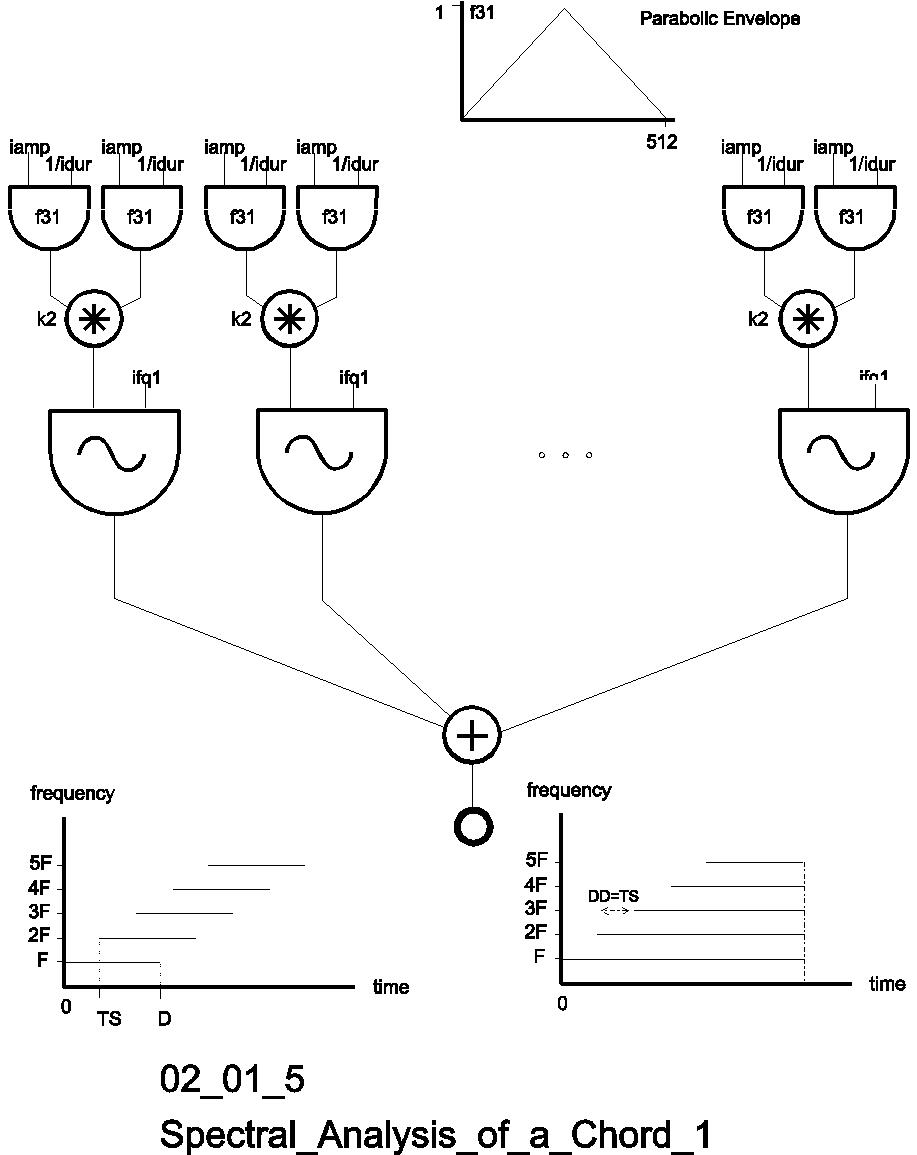 1 f31 Parabolic Envelope
512
iamp iamp iamp iamp iamp iamp
1/idur 1/idur 1/idur 1/idur 1/idur 1/idur
f31 f31 f31 f31 f31 f31
k2 k2 k2
ifq1 ifq1 ifq1
frequency
5F
4F
3F
2F
F
time
0
TS D
frequency
5F
4F
DD=TS
3F
2F
F
time
0
02_01_5
Spectral_Analysis_of_a_Chord_1